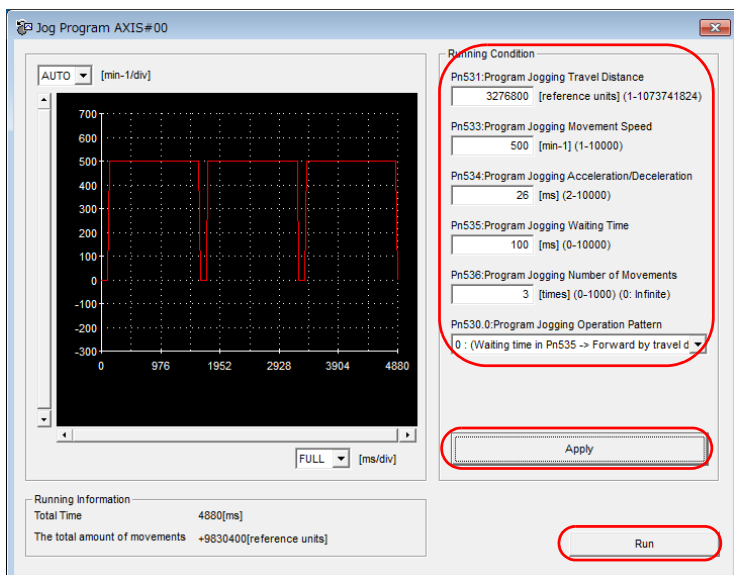 Jog Program AXIS#00
AUTO [min-1/div]
700
600
500
400
300
200
100
0
-100
-200
-300
0 976 1952 2928 3904 4880
FULL [ms/div]
Running Condition
Pn531:Program Jogging Travel Distance
3276800 [reference units] (1-1073741824)
Pn533:Program Jogging Movement Speed
500 [min-1] (1-10000)
Pn534:Program Jogging Acceleration/Deceleration
26 [ms] (2-10000)
Pn535:Program Jogging Waiting Time
100 [ms] (0-10000)
Pn536:Program Jogging Number of Movements
3 [times] (0-1000) (0: Infinite)
Pn530.0:Program Jogging Operation Pattern
0 : (Waiting time in Pn535 -> Forward by travel d
Apply
Running Information
Total Time 4880[ms]
The total amount of movements +9830400[reference units]
Run